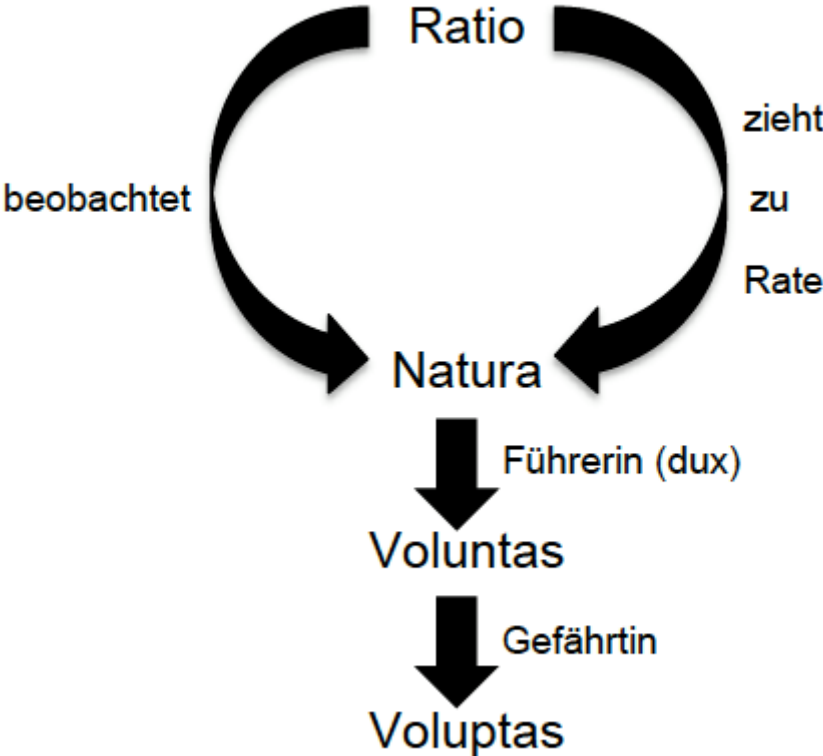 Ratio
zieht
beobachtet
zu
Rate
Natura
Führerin (dux)
Voluntas
Gefährtin
Voluptas